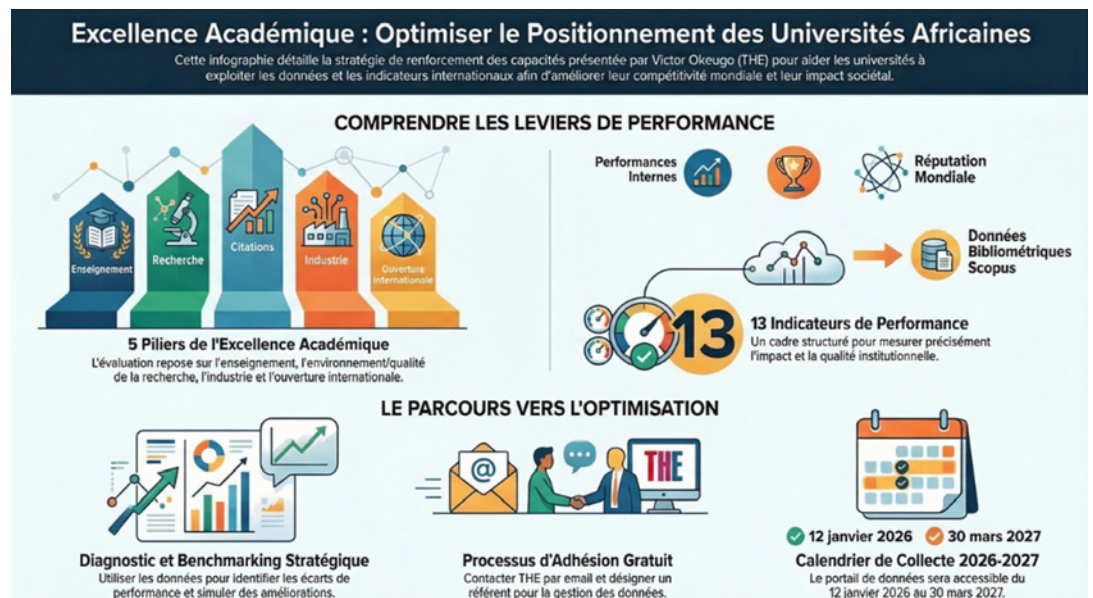 Excellence Académique : Optimiser le Positionnement des Universités Africaines
Cette infographie détaille la stratégie de renforcement des capacités présentée par Victor Okeugo (THE) pour aider les universités à
exploiter les données et les indicateurs internationaux afin d'améliorer leur compétitivité mondiale et leur impact sociétal.
COMPRENDRE LES LEVIERS DE PERFORMANCE
Enseignement
Recherche
Citations
Industrie
Ouverture
Internationale
5 Piliers de l'Excellence Académique
L'évaluation repose sur l'enseignement, l'environnement/qualité
de la recherche, l'industrie et l'ouverture internationale.
Performances
Internes
Réputation
Mondiale
Données
Bibliométriques
Scopus
13
13 Indicateurs de Performance
Un cadre structuré pour mesurer précisément
l'impact et la qualité institutionnelle.
LE PARCOURS VERS L'OPTIMISATION
Diagnostic et Benchmarking Stratégique
Utiliser les données pour identifier les écarts de
performance et simuler des améliorations.
@
THE
Processus d'Adhésion Gratuit
Contacter THE par email et désigner un
référent pour la gestion des données.
12 janvier 2026 30 mars 2027
Calendrier de Collecte 2026-2027
Le portail de données sera accessible du
12 janvier 2026 au 30 mars 2027.